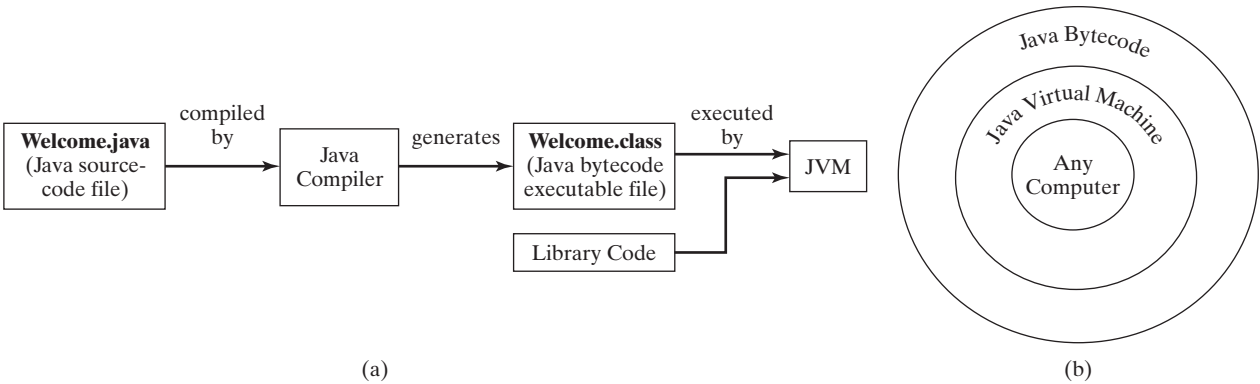 Welcome.java
(Java source-
code file)
compiled
by
Java
Compiler
generates
Welcome.class
(Java bytecode
executable file)
executed
by
JVM
Library Code
(a)
Java Bytecode
Java Virtual Machine
Any
Computer
(b)